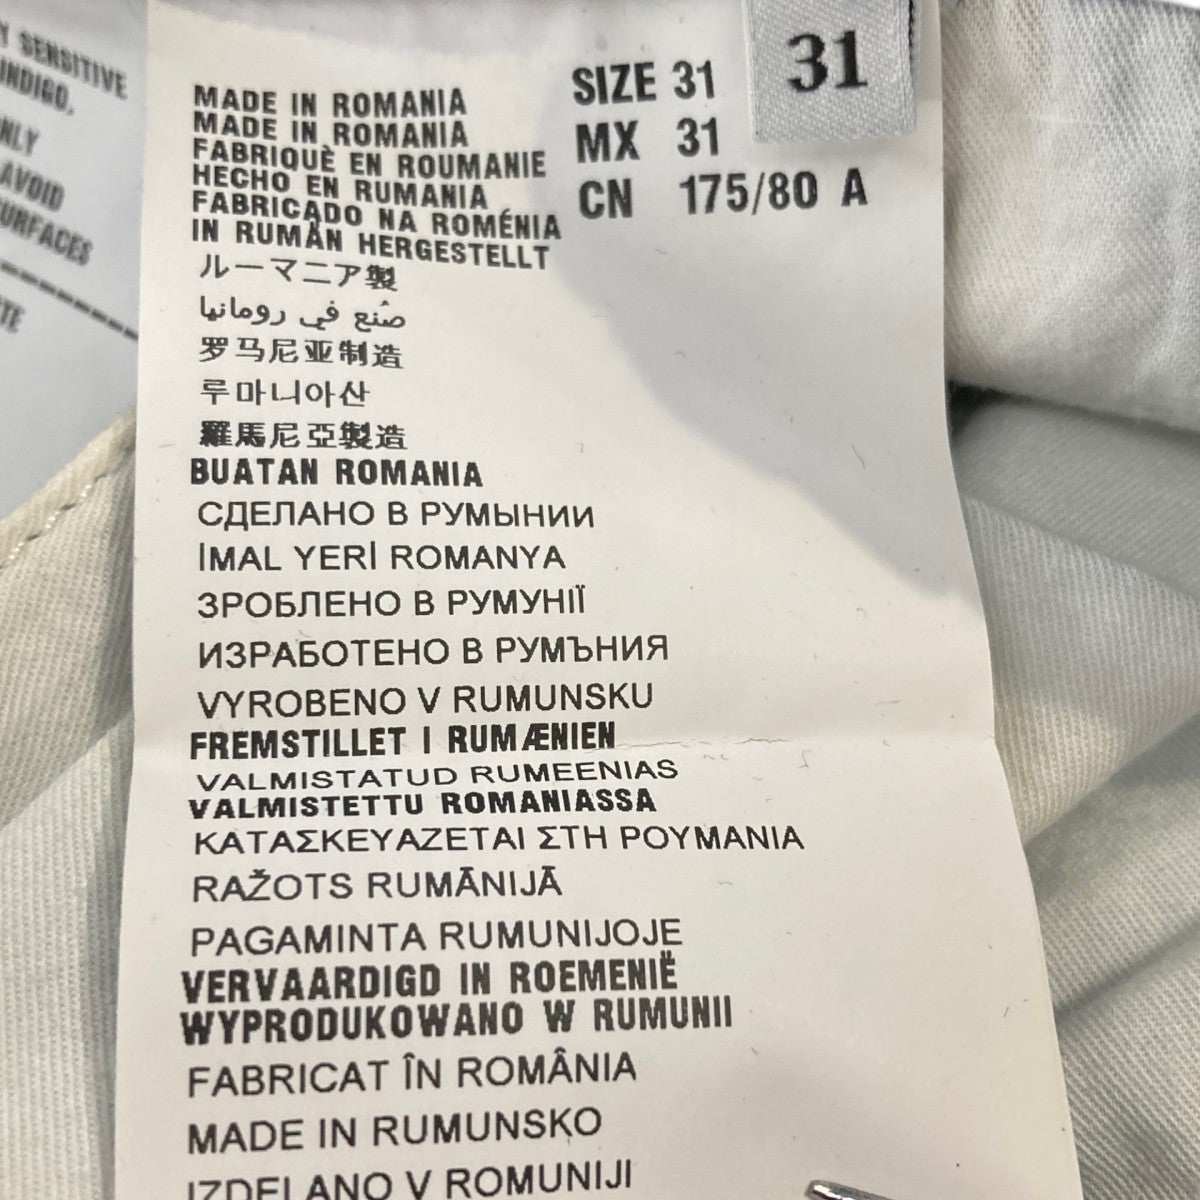 Y SENSITIVE
INDIGO,
ONLY
AVOID
SURFACES
31
SIZE 31
MX 31
CN 175/80 A
MADE IN ROMANIA
MADE IN ROMANIA
FABRIQUÈ EN ROUMANIE
HECHO EN RUMANIA
FABRICADO NA ROMÉNIA
IN RUMÄN HERGESTELLT
ルーマニア製
صنع في رومانيا
罗马尼亚制造
루마니아산
羅馬尼亞製造
BUATAN ROMANIA
СДЕЛАНО В РУМЫНИИ
İMAL YERİ ROMANYA
ЗРОБЛЕНО В РУМУНІЇ
ИЗРАБОТЕНО В РУМЪНИЯ
VYROBENO V RUMUNSKU
FREMSTILLET I RUMÆNIEN
VALMISTATUD RUMEENIAS
VALMISTETTU ROMANIASSA
ΚΑΤΑΣΚΕΥΑΖΕΤΑΙ ΣΤΗ ΡΟΥΜΑΝΙΑ
RAŽOTS RUMĀNIJĀ
PAGAMINTA RUMUNIJOJE
VERVAARDIGD IN ROEMENIË
WYPRODUKOWANO W RUMUNII
FABRICAT ÎN ROMÂNIA
MADE IN RUMUNSKO
IZDELANO V ROMUNIJI